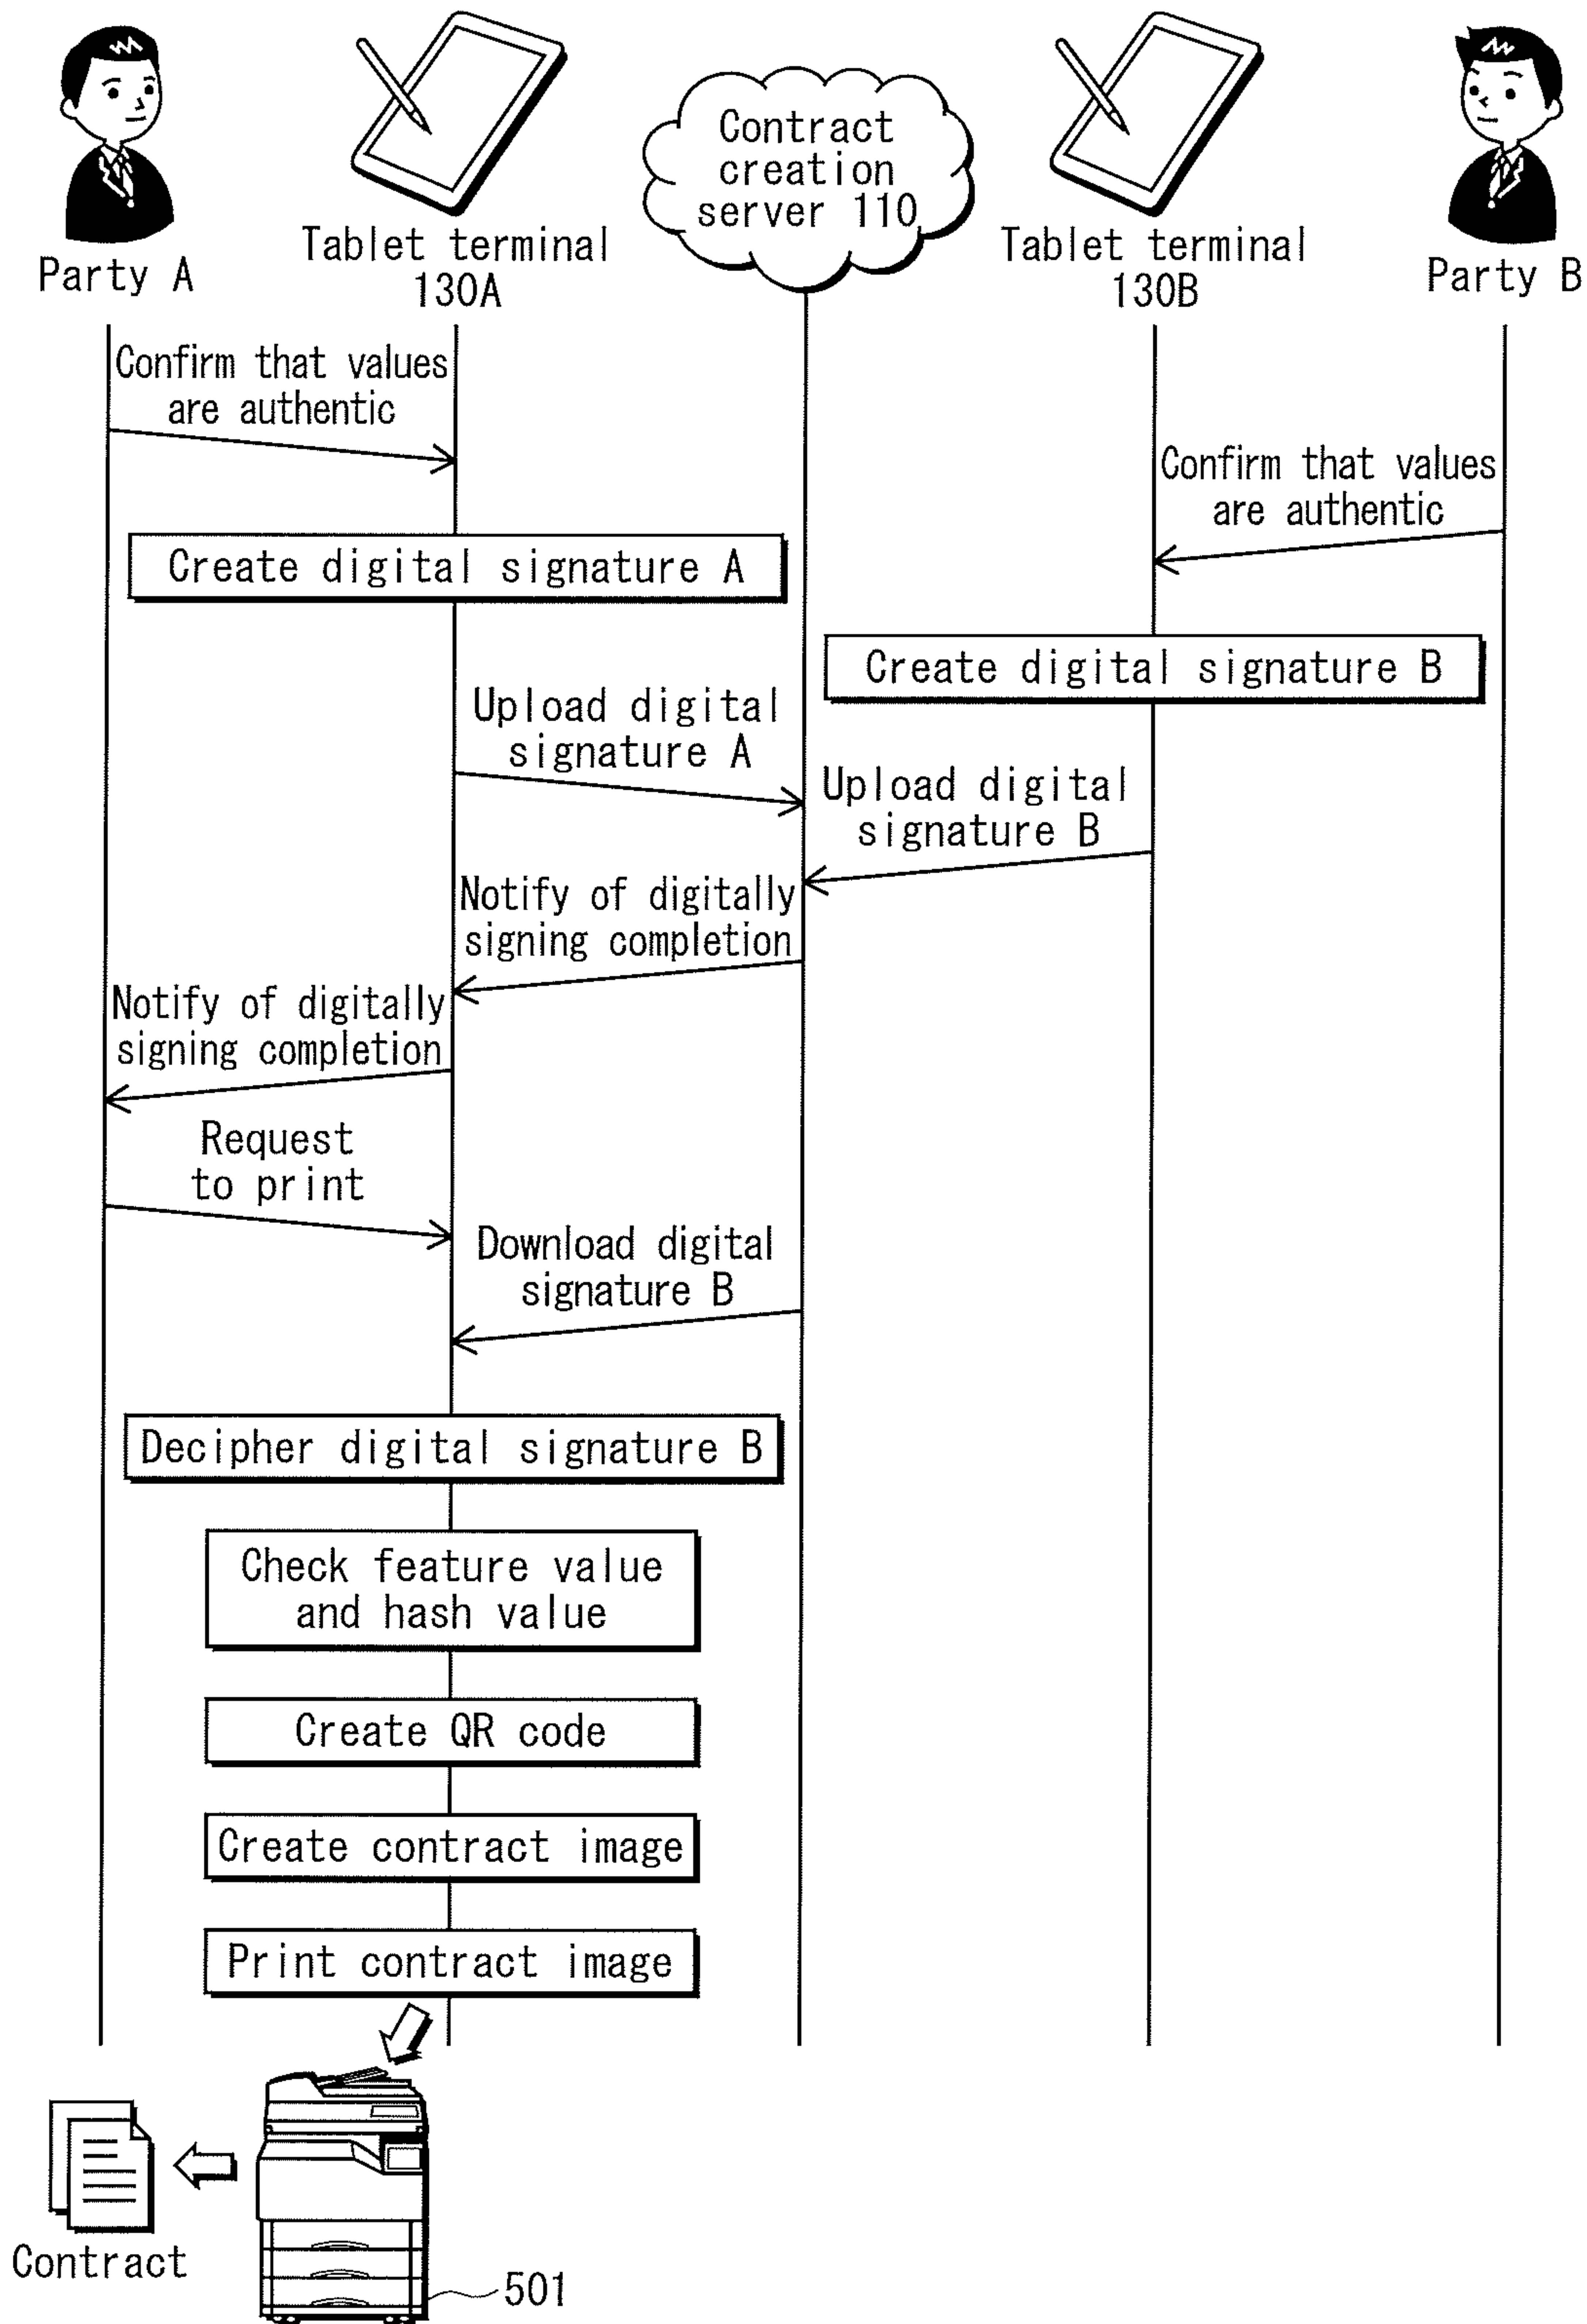 Party A
Tablet terminal
130A
Contract
creation
server 110
Tablet terminal
130B
Party B
Confirm that values
are authentic
Confirm that values
are authentic
Create digital signature A
Create digital signature B
Upload digital
signature A
Upload digital
signature B
Notify of digitally
signing completion
Notify of digitally
signing completion
Request
to print
Download digital
signature B
Decipher digital signature B
Check feature value
and hash value
Create QR code
Create contract image
Print contract image
Contract
501